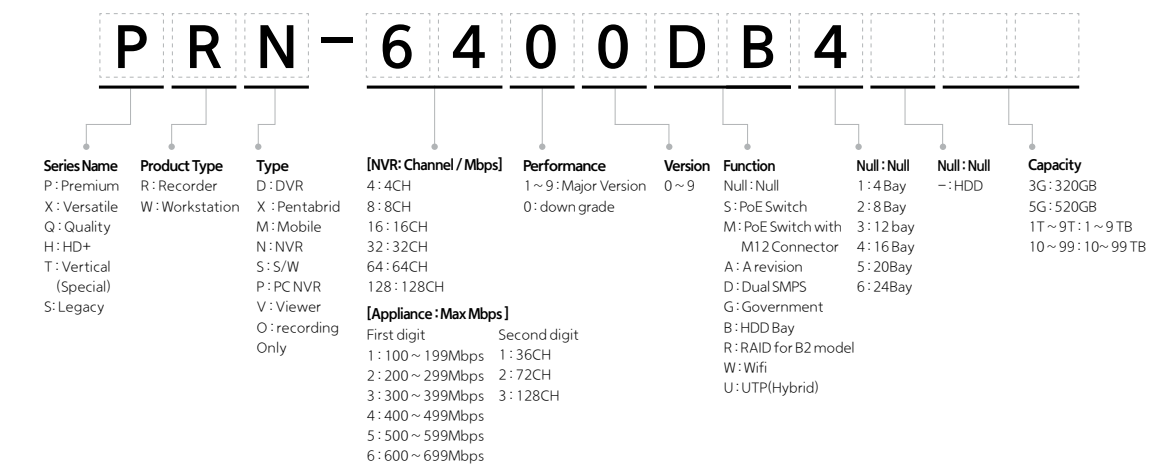 PRN-6400DB4
Series Name
P : Premium
X : Versatile
Q : Quality
H : HD+
T : Vertical
(Special)
S: Legacy
Product Type
R : Recorder
W : Workstation
Type
D : DVR
X : Pentabrid
M : Mobile
N : NVR
S : S/W
P : PC NVR
V : Viewer
O : recording
Only
[NVR: Channel / Mbps]
4 : 4CH
8 : 8CH
16 : 16CH
32 : 32CH
64 : 64CH
128 : 128CH
[Appliance : Max Mbps ]
First digit
1 : 100 ~ 199Mbps
2 : 200 ~ 299Mbps
3 : 300 ~ 399Mbps
4 : 400 ~ 499Mbps
5 : 500 ~ 599Mbps
6 : 600 ~ 699Mbps
Second digit
1 : 36CH
2 : 72CH
3 : 128CH
Performance
1 ~ 9 : Major Version
0 : down grade
Version
0 ~ 9
Function
Null : Null
S : PoE Switch
M : PoE Switch with
M12 Connector
A : A revision
D : Dual SMPS
G : Government
B : HDD Bay
R : RAID for B2 model
W : Wifi
U : UTP(Hybrid)
Null : Null
1 : 4 Bay
2 : 8 Bay
3 : 12 bay
4 : 16 Bay
5 : 20Bay
6 : 24Bay
Null : Null
– : HDD
Capacity
3G : 320GB
5G : 520GB
1T ~ 9T : 1 ~ 9 TB
10 ~ 99 : 10~ 99 TB